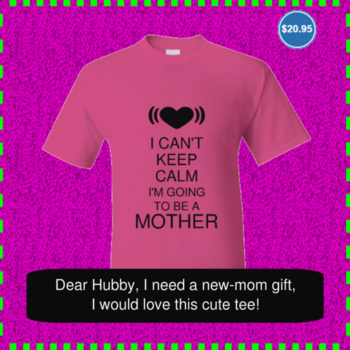 $20.95
I CAN'T
KEEP
CALM
I'M GOING
TO BE A
MOTHER
Dear Hubby, I need a new-mom gift,
I would love this cute tee!